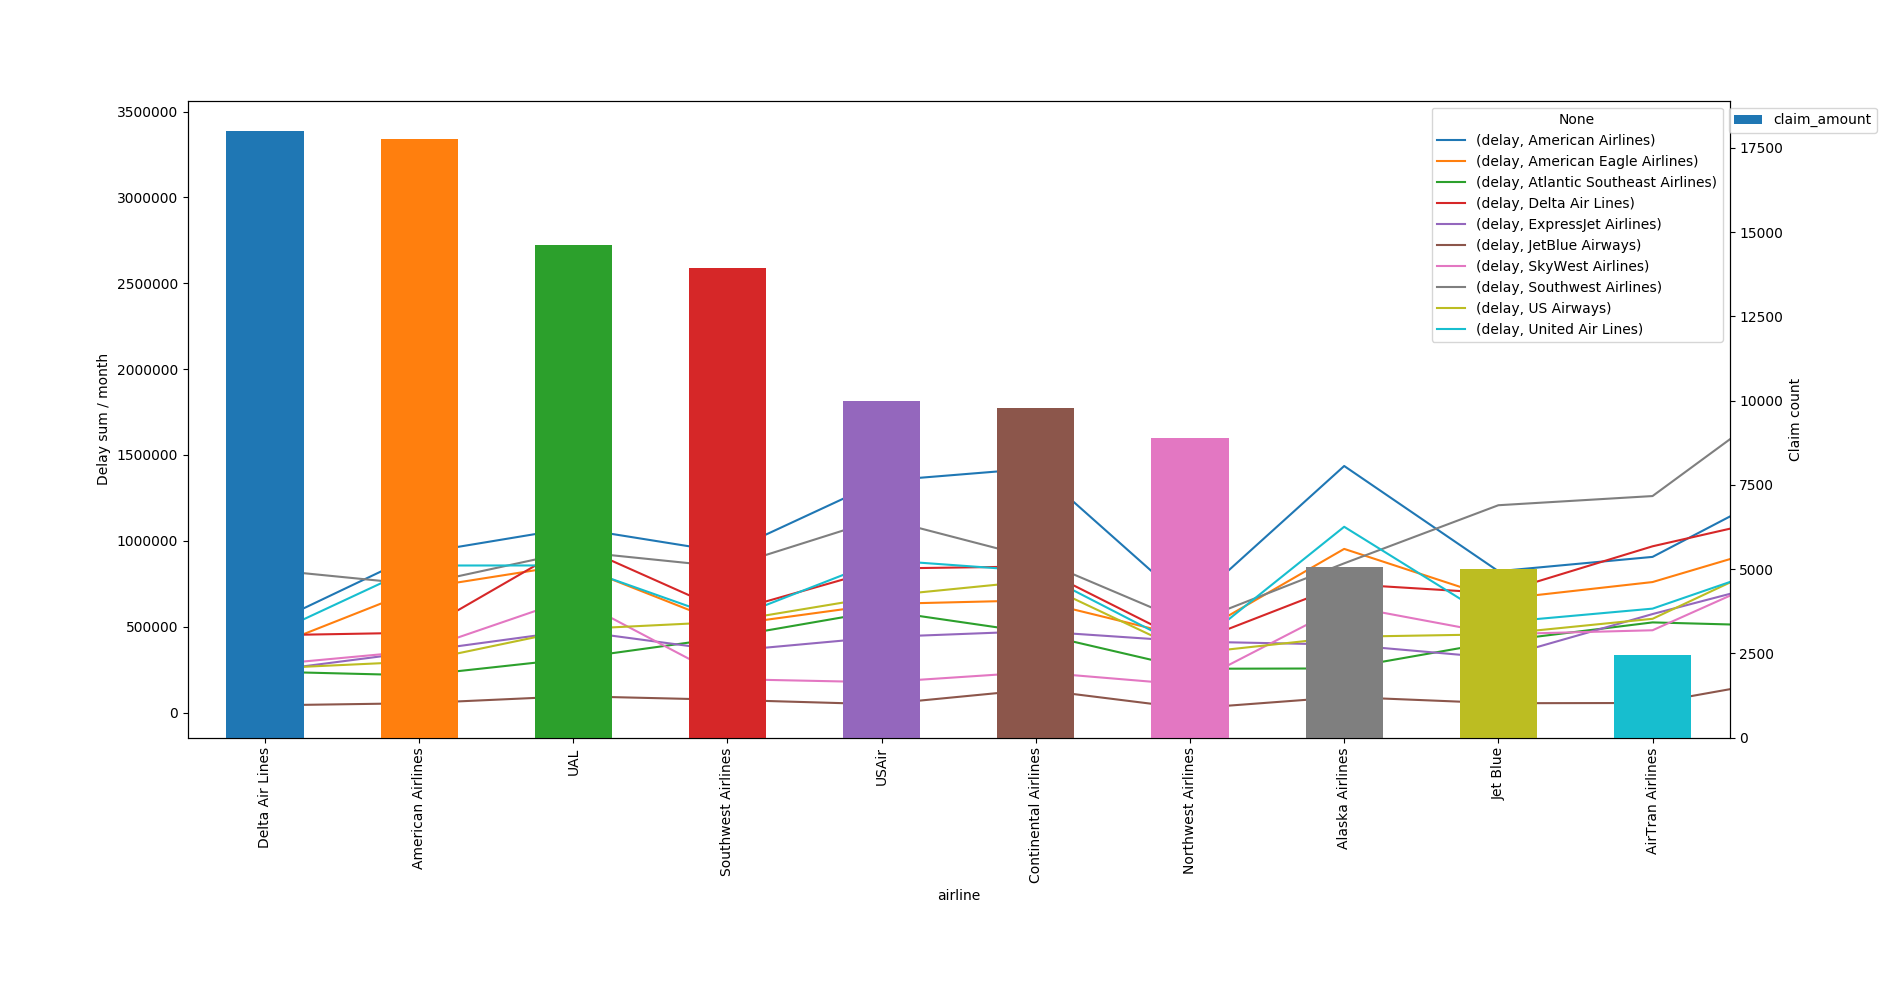 3500000
3000000
2500000
2000000
1500000
1000000
500000
0
Delay sum / month
None
(delay, American Airlines)
(delay, American Eagle Airlines)
(delay, Atlantic Southeast Airlines)
(delay, Delta Air Lines)
(delay, ExpressJet Airlines)
(delay, JetBlue Airways)
(delay, SkyWest Airlines)
(delay, Southwest Airlines)
(delay, US Airways)
(delay, United Air Lines)
claim_amount
17500
15000
12500
10000
7500
5000
2500
0
Claim count
Delta Air Lines
American Airlines
UAL
Southwest Airlines
USAir
Continental Airlines
Northwest Airlines
Alaska Airlines
Jet Blue
AirTran Airlines
airline